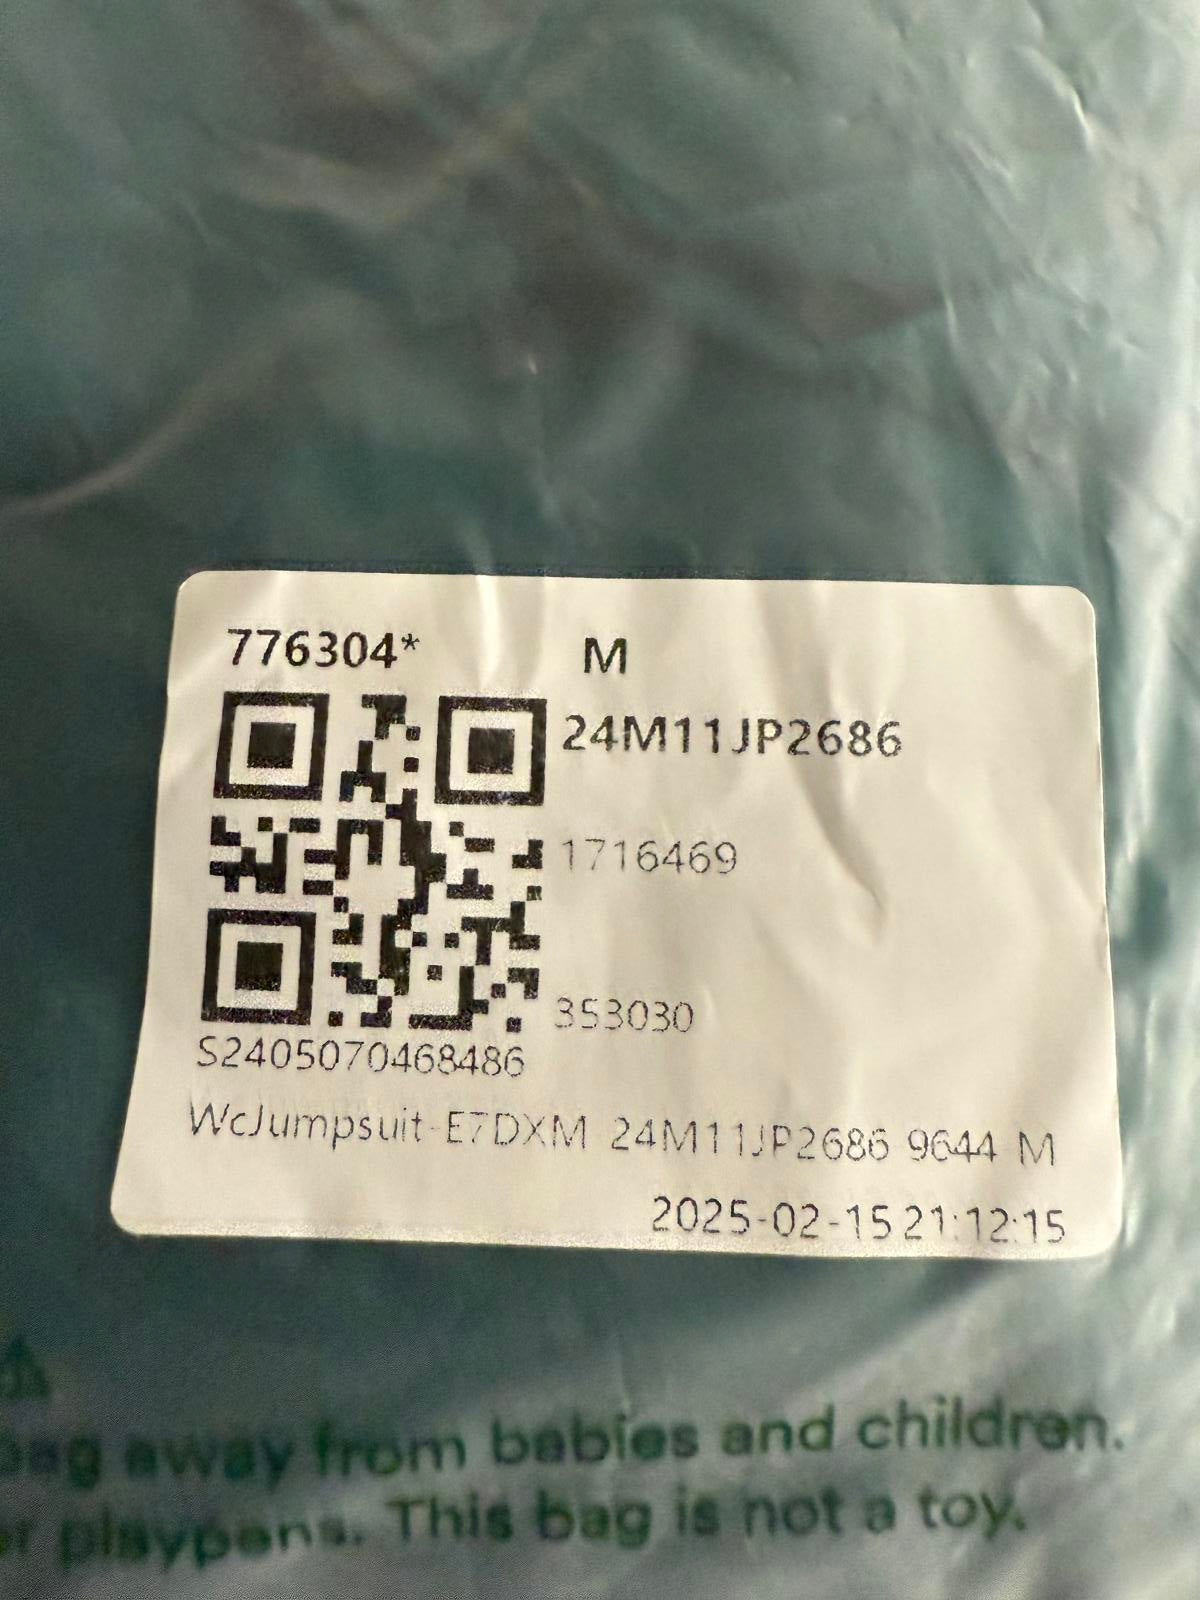 776304* M
24M11JP2686
1716469
353030
S2405070468486
WcJumpsuit-E7DXM 24M11JP2686 9644 M
2025-02-15 21:12:15
away from babies and children.
playpens. This bag is not a toy.